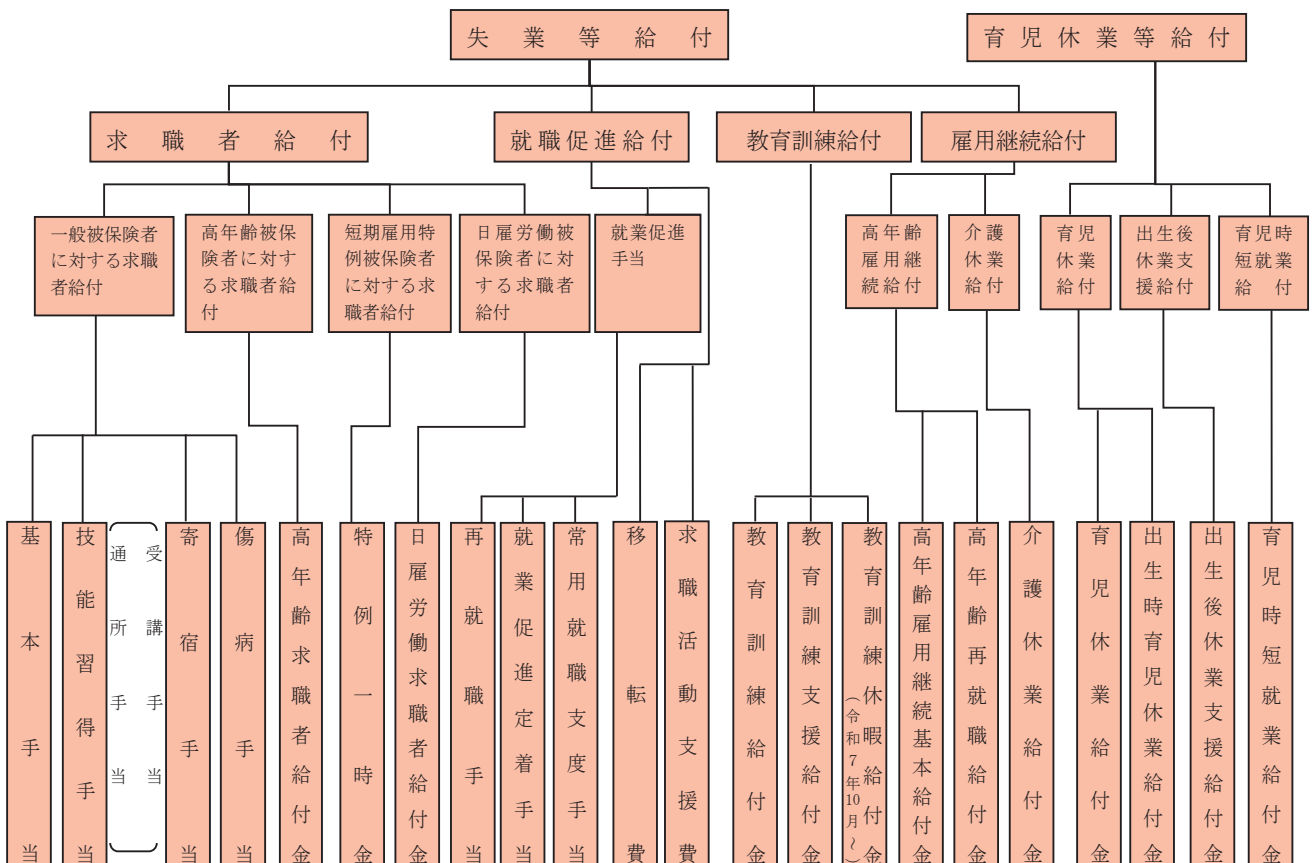 失業等給付
育児休業等給付
求職者給付
就職促進給付
教育訓練給付
雇用継続給付
一般被保険者
に対する求職
者給付
高年齢被保
険者に対す
る求職者給
付
短期雇用特
例被保険者
に対する求
職者給付
日雇労働被
保険者に対
する求職者
給付
就業促進
手当
高年齢
雇用継
続給付
介護
休業
給付
育児
休業
給付
出生後
休業支
援給付
育児時
短就業
給付
基本手当
技能習得手当
受講手当
通所手当
寄宿手当
傷病手当
高年齢求職者給付金
特例一時金
日雇労働求職者給付金
再就職手当
就業促進定着手当
常用就職支度手当
移転費
求職活動支援費
教育訓練給付金
教育訓練支援給付金
教育訓練休暇給付金
（令和7年10月～）
高年齢雇用継続基本給付金
高年齢再就職給付金
介護休業給付金
育児休業給付金
出生時育児休業給付金
出生後休業支援給付金
育児時短就業給付金